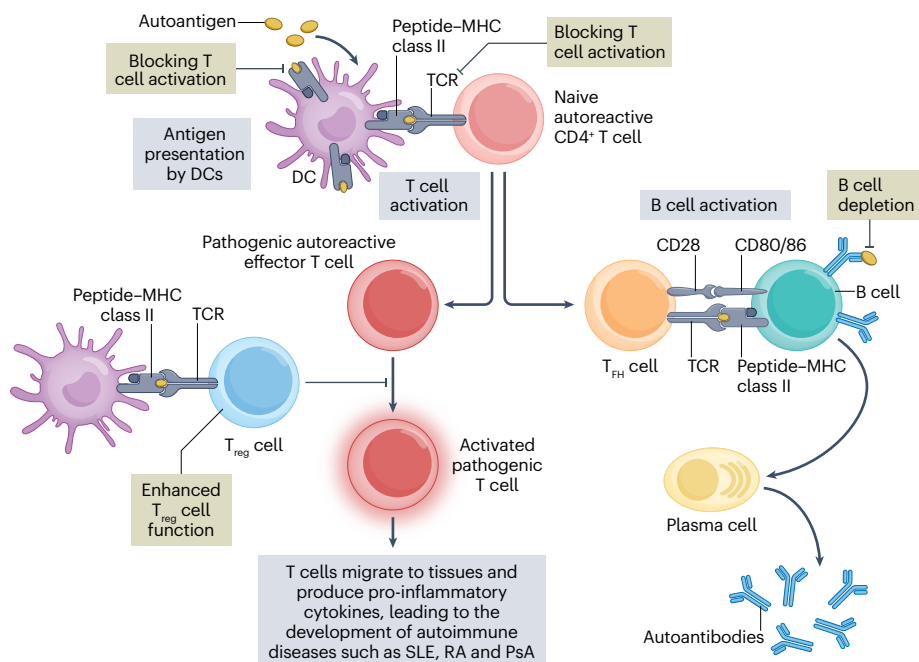 Autoantigen
Blocking T
cell activation
Peptide–MHC
class II
TCR
Blocking
T cell activation
Naive
autoreactive
CD4⁺ T cell
Antigen
presentation
by DCs
DC
T cell
activation
B cell activation
B cell
depletion
Pathogenic autoreactive
effector T cell
CD28
CD80/86
B cell
T_FH cell
TCR
Peptide–MHC
class II
Peptide–MHC
class II
TCR
T_reg cell
Enhanced
T_reg cell
function
Activated
pathogenic
T cell
Plasma cell
T cells migrate to tissues and
produce pro-inflammatory
cytokines, leading to the
development of autoimmune
diseases such as SLE, RA and PsA
Autoantibodies